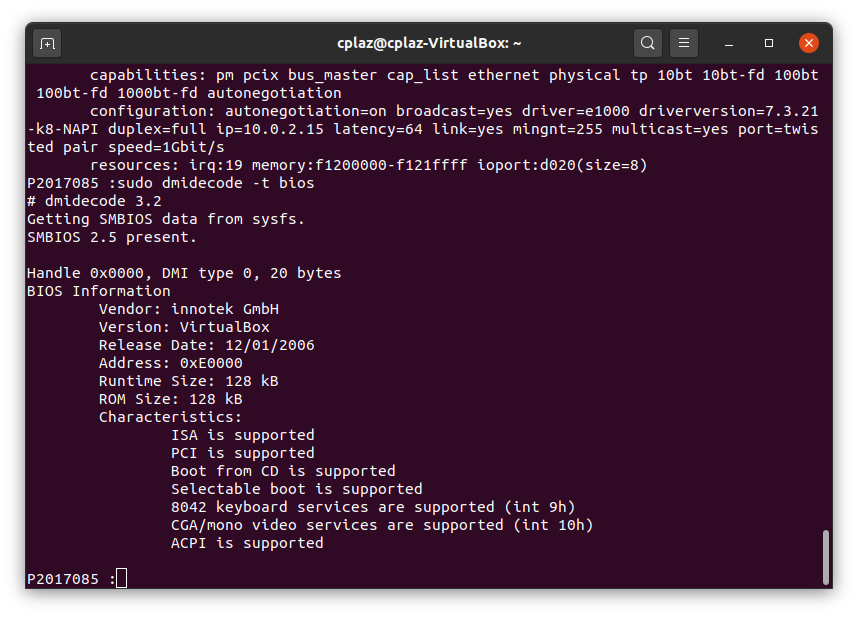 cplaz@cplaz-VirtualBox: ~
capabilities: pm pcix bus_master cap_list ethernet physical tp 10bt 10bt-fd 100bt
100bt-fd 1000bt-fd autonegotiation
configuration: autonegotiation=on broadcast=yes driver=e1000 driverversion=7.3.21
-k8-NAPI duplex=full ip=10.0.2.15 latency=64 link=yes mingnt=255 multicast=yes port=twis
ted pair speed=1Gbit/s
resources: irq:19 memory:f1200000-f121ffff ioport:d020(size=8)
P2017085 :sudo dmidecode -t bios
# dmidecode 3.2
Getting SMBIOS data from sysfs.
SMBIOS 2.5 present.
Handle 0x0000, DMI type 0, 20 bytes
BIOS Information
Vendor: innotek GmbH
Version: VirtualBox
Release Date: 12/01/2006
Address: 0xE0000
Runtime Size: 128 kB
ROM Size: 128 kB
Characteristics:
ISA is supported
PCI is supported
Boot from CD is supported
Selectable boot is supported
8042 keyboard services are supported (int 9h)
CGA/mono video services are supported (int 10h)
ACPI is supported
P2017085 :